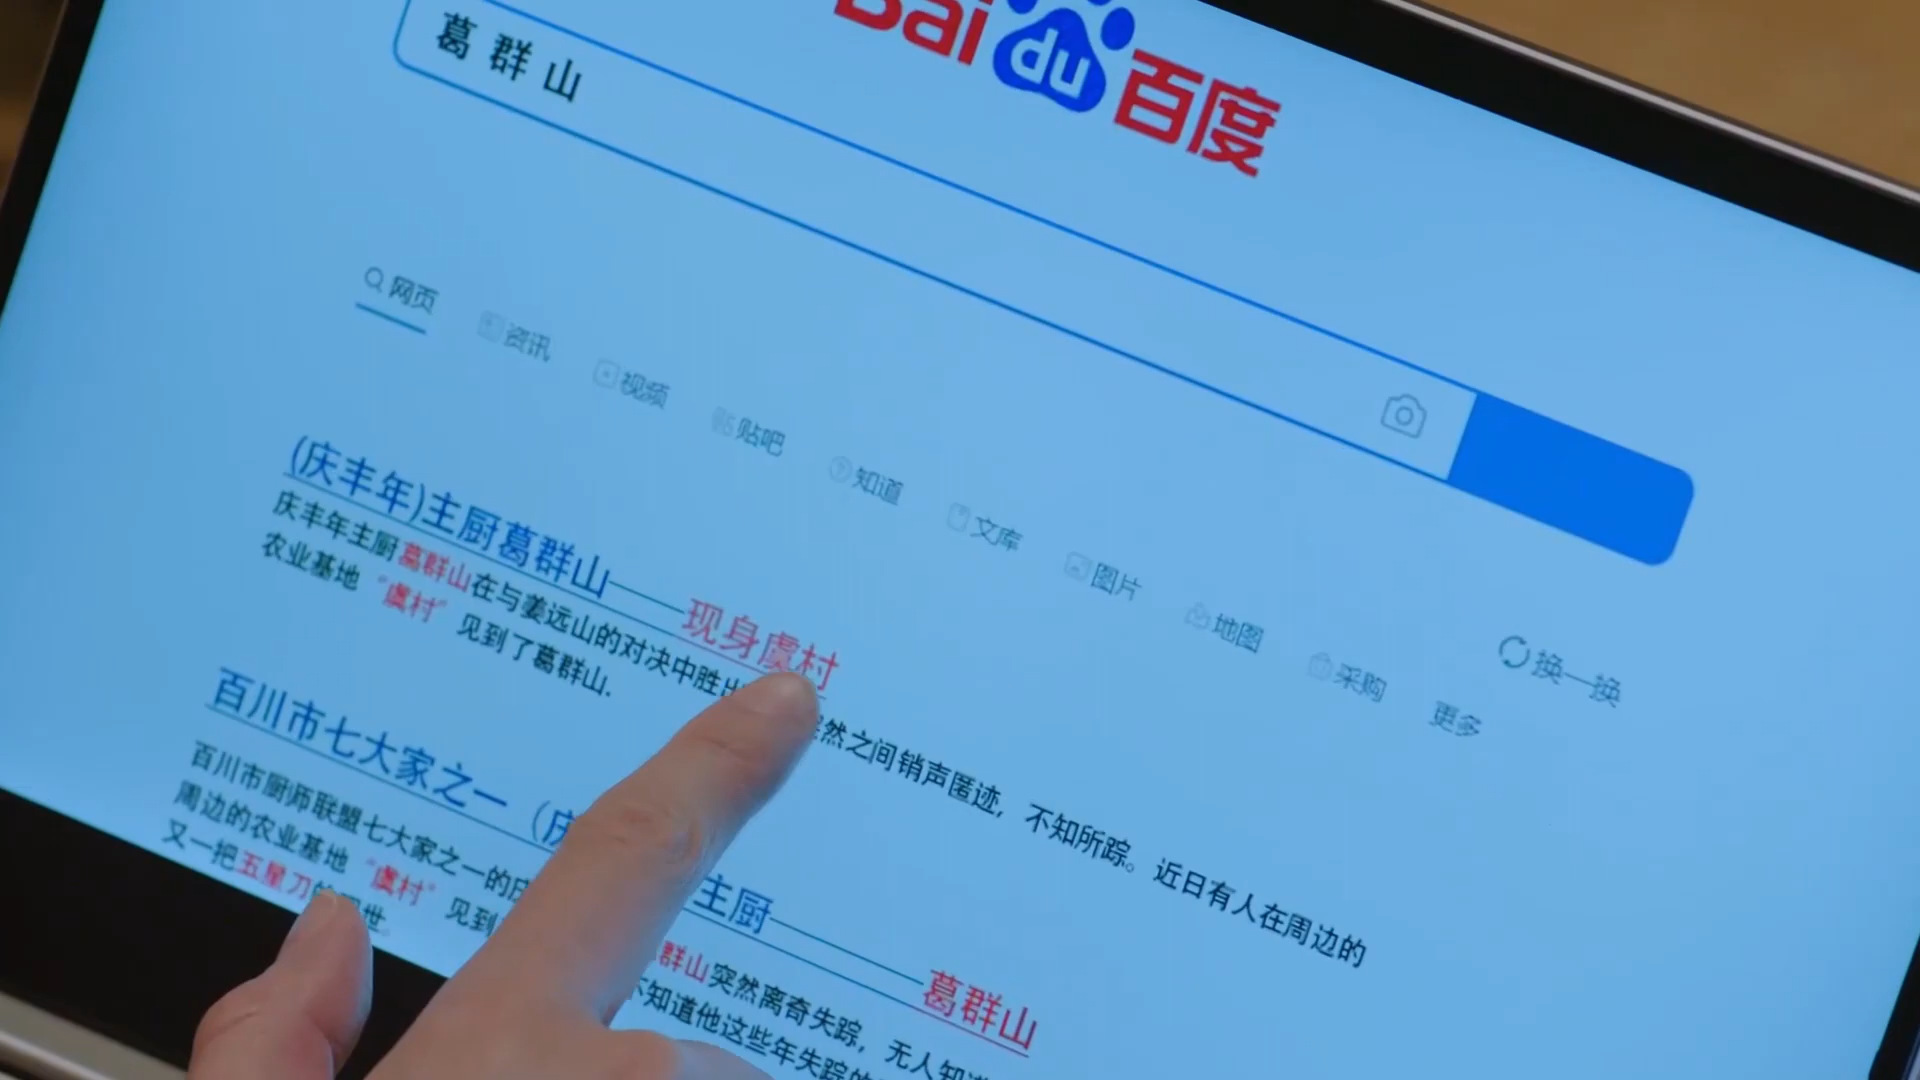 Bai du 百度
葛群山
网页 资讯 视频 贴吧 知道 文库 图片 地图 采购 更多
换一换
(庆丰年)主厨葛群山——现身虞村
庆丰年主厨葛群山在与姜远山的对决中胜出 然之间销声匿迹，不知所踪。近日有人在周边的
农业基地“虞村”见到了葛群山.
百川市七大家之一（庆 主厨——葛群山
百川市厨师联盟七大家之一的庆 群山突然离奇失踪，无人知
周边的农业基地“虞村”见到 不知道他这些年失踪的
又一把五星刀 世.